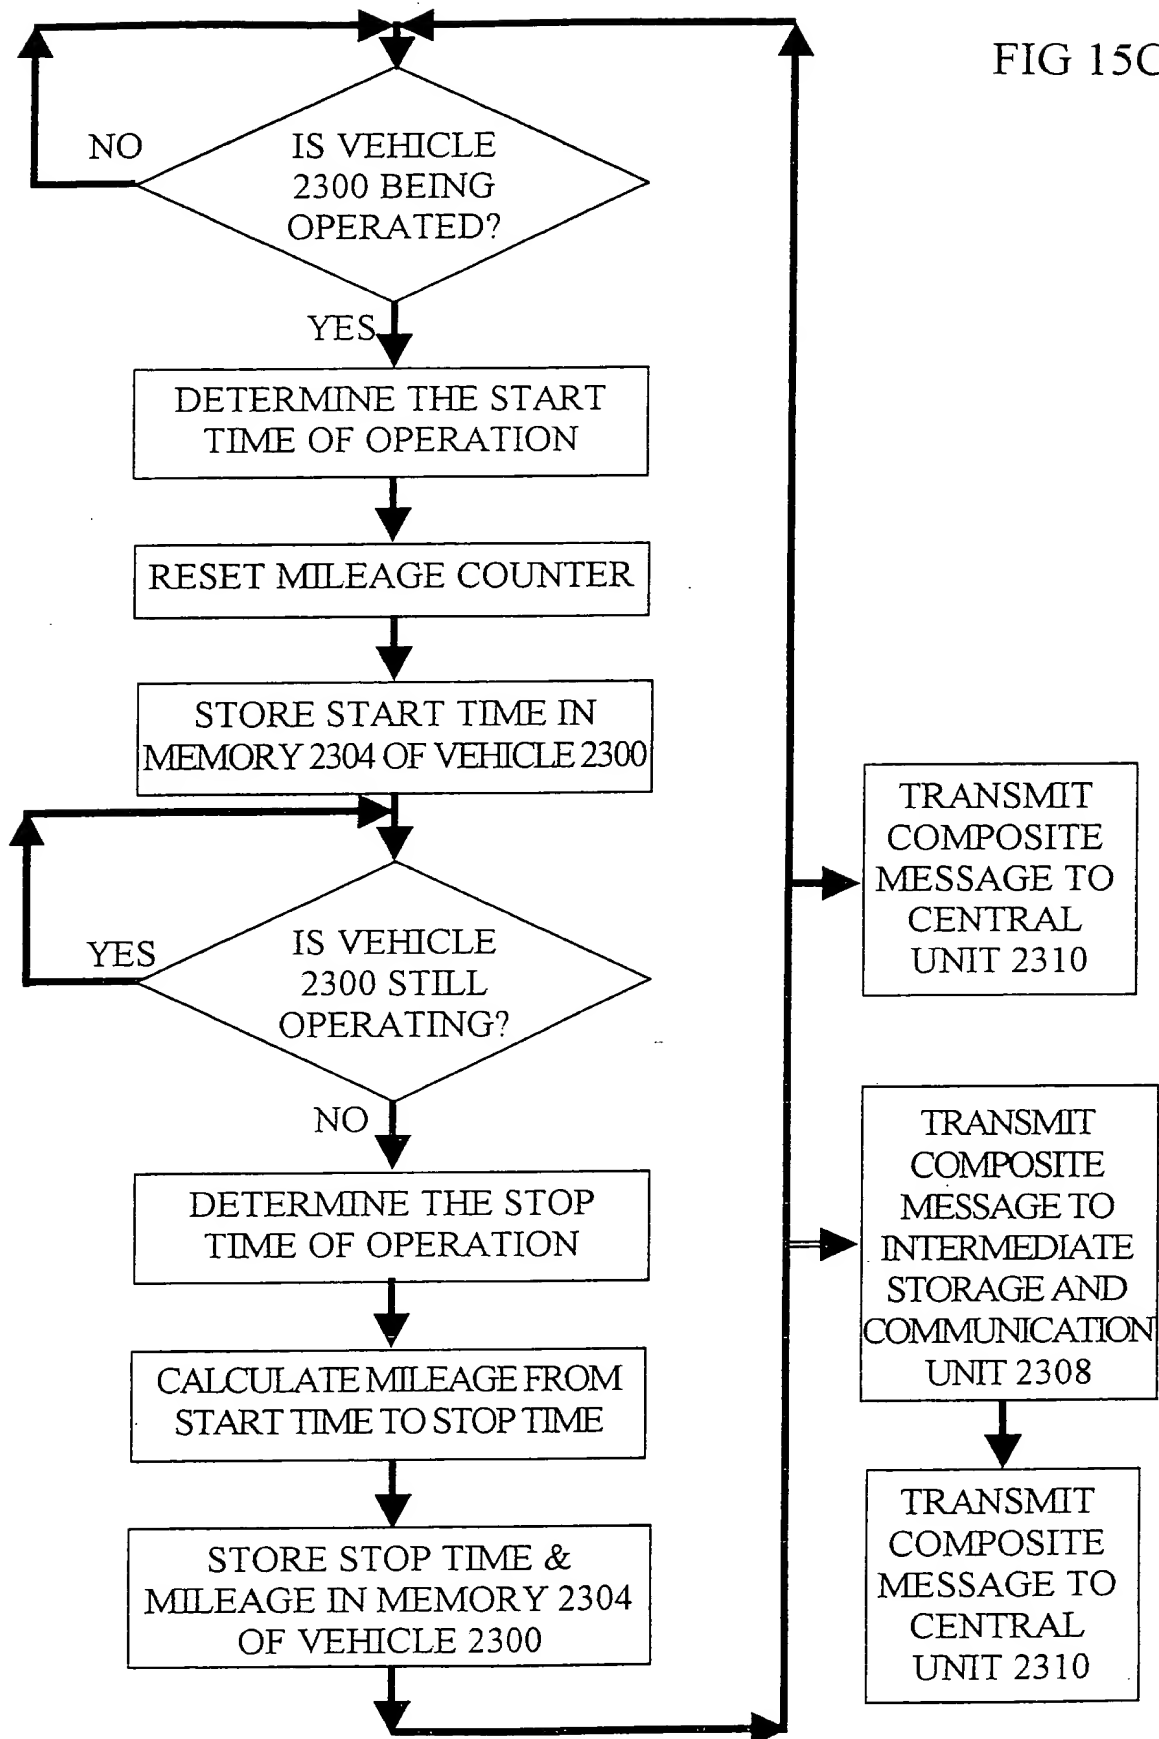 FIG 15C
NO
IS VEHICLE
2300 BEING
OPERATED?
YES
DETERMINE THE START
TIME OF OPERATION
RESET MILEAGE COUNTER
STORE START TIME IN
MEMORY 2304 OF VEHICLE 2300
YES
IS VEHICLE
2300 STILL
OPERATING?
NO
DETERMINE THE STOP
TIME OF OPERATION
CALCULATE MILEAGE FROM
START TIME TO STOP TIME
STORE STOP TIME &
MILEAGE IN MEMORY 2304
OF VEHICLE 2300
TRANSMIT
COMPOSITE
MESSAGE TO
CENTRAL
UNIT 2310
TRANSMIT
COMPOSITE
MESSAGE TO
INTERMEDIATE
STORAGE AND
COMMUNICATION
UNIT 2308
TRANSMIT
COMPOSITE
MESSAGE TO
CENTRAL
UNIT 2310